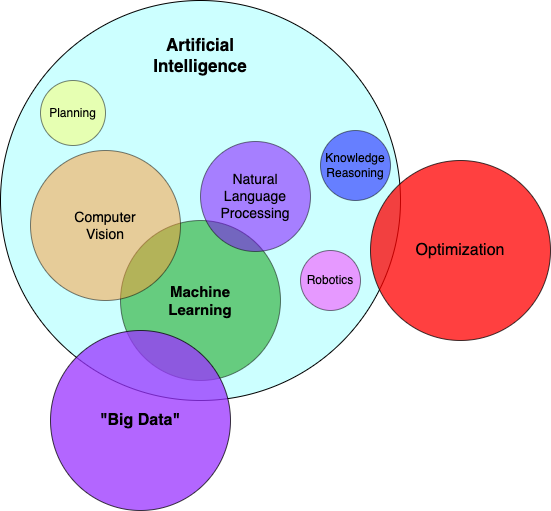 Artificial
Intelligence
Planning
Knowledge
Reasoning
Natural
Language
Processing
Computer
Vision
Optimization
Robotics
Machine
Learning
"Big Data"